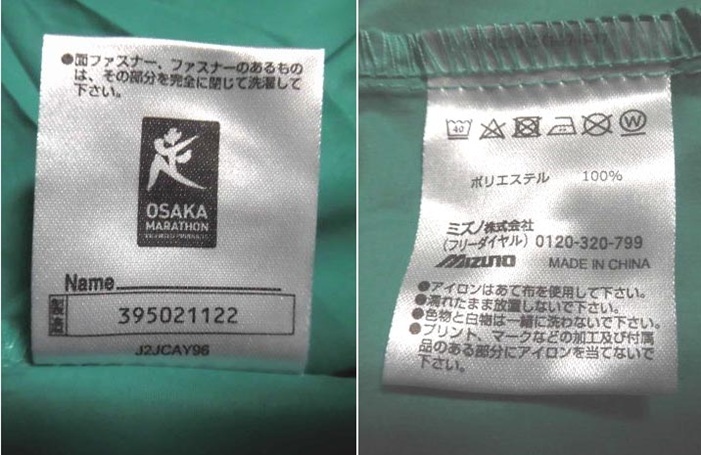 ●面ファスナー、ファスナーのあるもの
は、その部分を完全に閉じて洗濯して
下さい。
OSAKA
MARATHON
Name
製造
395021122
J2JCAY96
40
W
ポリエステル 100%
ミズノ株式会社
(フリーダイヤル) 0120-320-799
MIZUNO MADE IN CHINA
●アイロンはあて布を使用して下さい。
●濡れたまま放置しないで下さい。
●色物と白物は一緒に洗わないで下さい。
●プリント、マークなどの加工及び付属
品のある部分にアイロンを当てないで
下さい。